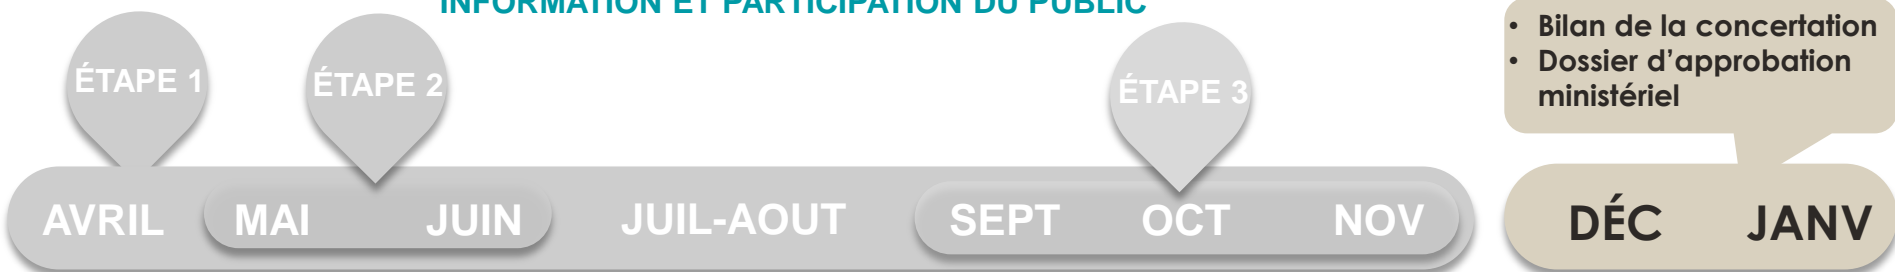 INFORMATION ET PARTICIPATION DU PUBLIC
• Bilan de la concertation
• Dossier d’approbation
ministériel
ÉTAPE 1
ÉTAPE 2
ÉTAPE 3
AVRIL MAI JUIN JUIL-AOUT SEPT OCT NOV DÉC JANV